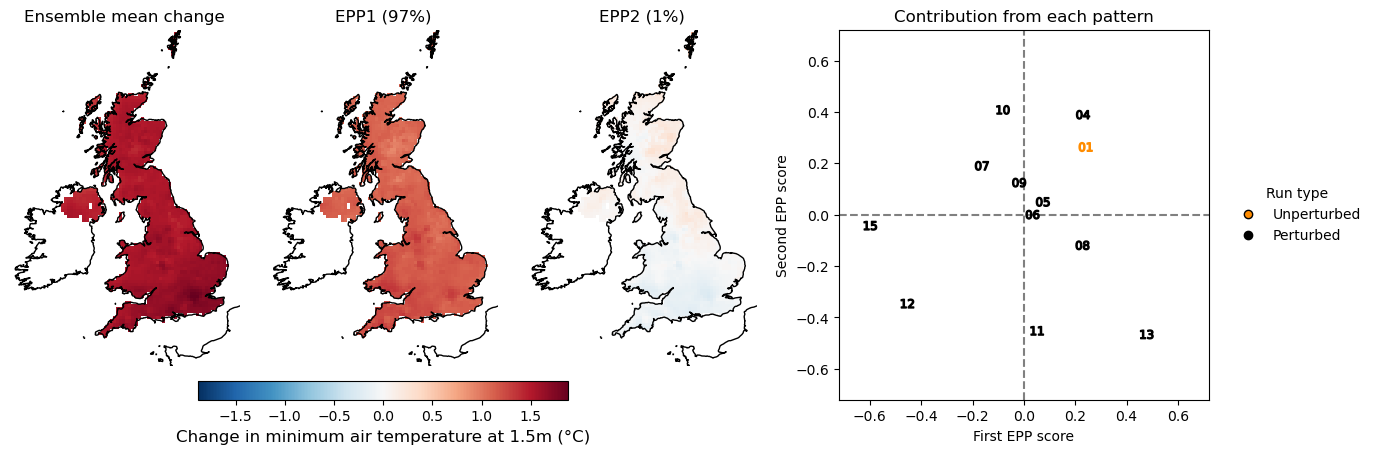 Ensemble mean change
EPP1 (97%)
EPP2 (1%)
−1.5 −1.0 −0.5 0.0 0.5 1.0 1.5
Change in minimum air temperature at 1.5m (°C)
Contribution from each pattern
Second EPP score
0.6
0.4
0.2
0.0
−0.2
−0.4
−0.6
10
04
01
07
09
05
06
15
08
12
11
13
−0.6 −0.4 −0.2 0.0 0.2 0.4 0.6
First EPP score
Run type
Unperturbed
Perturbed